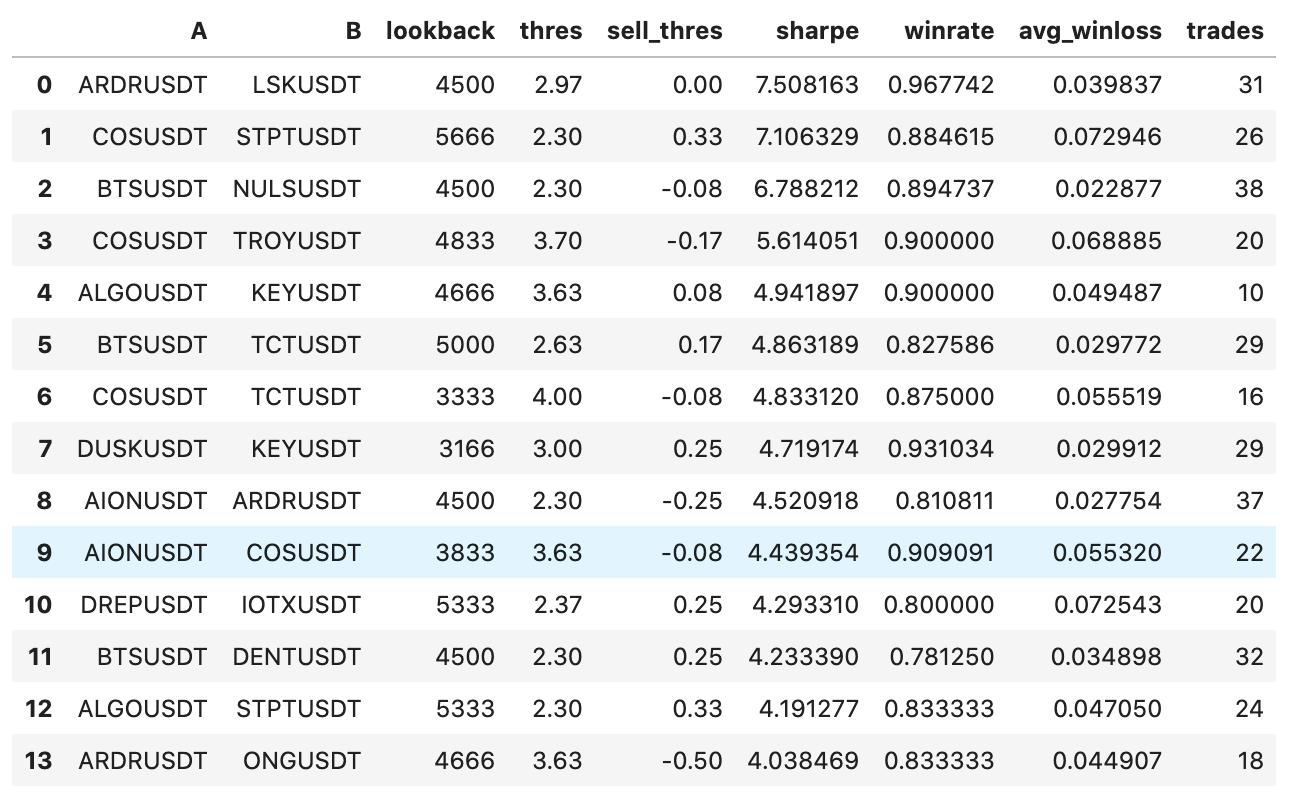 A B lookback thres sell_thres sharpe winrate avg_winloss trades
0 ARDRUSDT LSKUSDT 4500 2.97 0.00 7.508163 0.967742 0.039837 31
1 COSUSDT STPTUSDT 5666 2.30 0.33 7.106329 0.884615 0.072946 26
2 BTSUSDT NULSUSDT 4500 2.30 -0.08 6.788212 0.894737 0.022877 38
3 COSUSDT TROYUSDT 4833 3.70 -0.17 5.614051 0.900000 0.068885 20
4 ALGOUSDT KEYUSDT 4666 3.63 0.08 4.941897 0.900000 0.049487 10
5 BTSUSDT TCTUSDT 5000 2.63 0.17 4.863189 0.827586 0.029772 29
6 COSUSDT TCTUSDT 3333 4.00 -0.08 4.833120 0.875000 0.055519 16
7 DUSKUSDT KEYUSDT 3166 3.00 0.25 4.719174 0.931034 0.029912 29
8 AIONUSDT ARDRUSDT 4500 2.30 -0.25 4.520918 0.810811 0.027754 37
9 AIONUSDT COSUSDT 3833 3.63 -0.08 4.439354 0.909091 0.055320 22
10 DREPUSDT IOTXUSDT 5333 2.37 0.25 4.293310 0.800000 0.072543 20
11 BTSUSDT DENTUSDT 4500 2.30 0.25 4.233390 0.781250 0.034898 32
12 ALGOUSDT STPTUSDT 5333 2.30 0.33 4.191277 0.833333 0.047050 24
13 ARDRUSDT ONGUSDT 4666 3.63 -0.50 4.038469 0.833333 0.044907 18